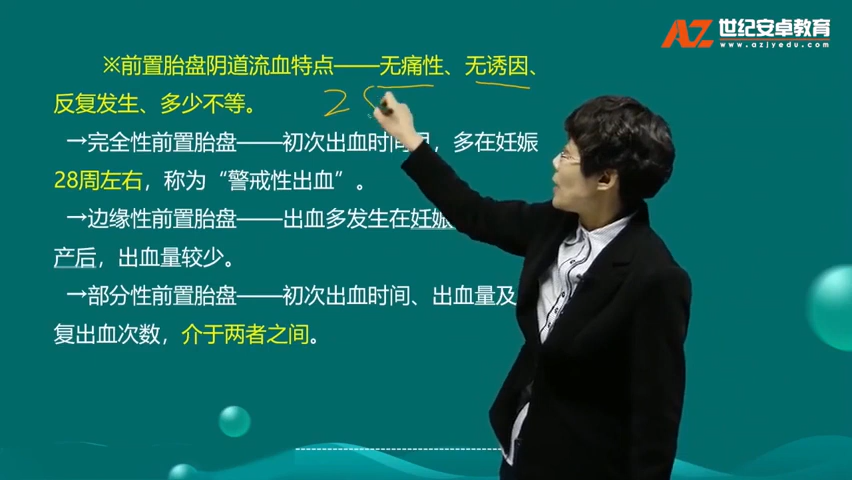 世纪安卓教育
www.azjyedu.com
※前置胎盘阴道流血特点——无痛性、无诱因、
反复发生、多少不等。
2
→完全性前置胎盘——初次出血时间,多在妊娠
28周左右，称为“警戒性出血”。
→边缘性前置胎盘——出血多发生在妊娠
产后，出血量较少。
→部分性前置胎盘——初次出血时间、出血量及
复出血次数，介于两者之间。